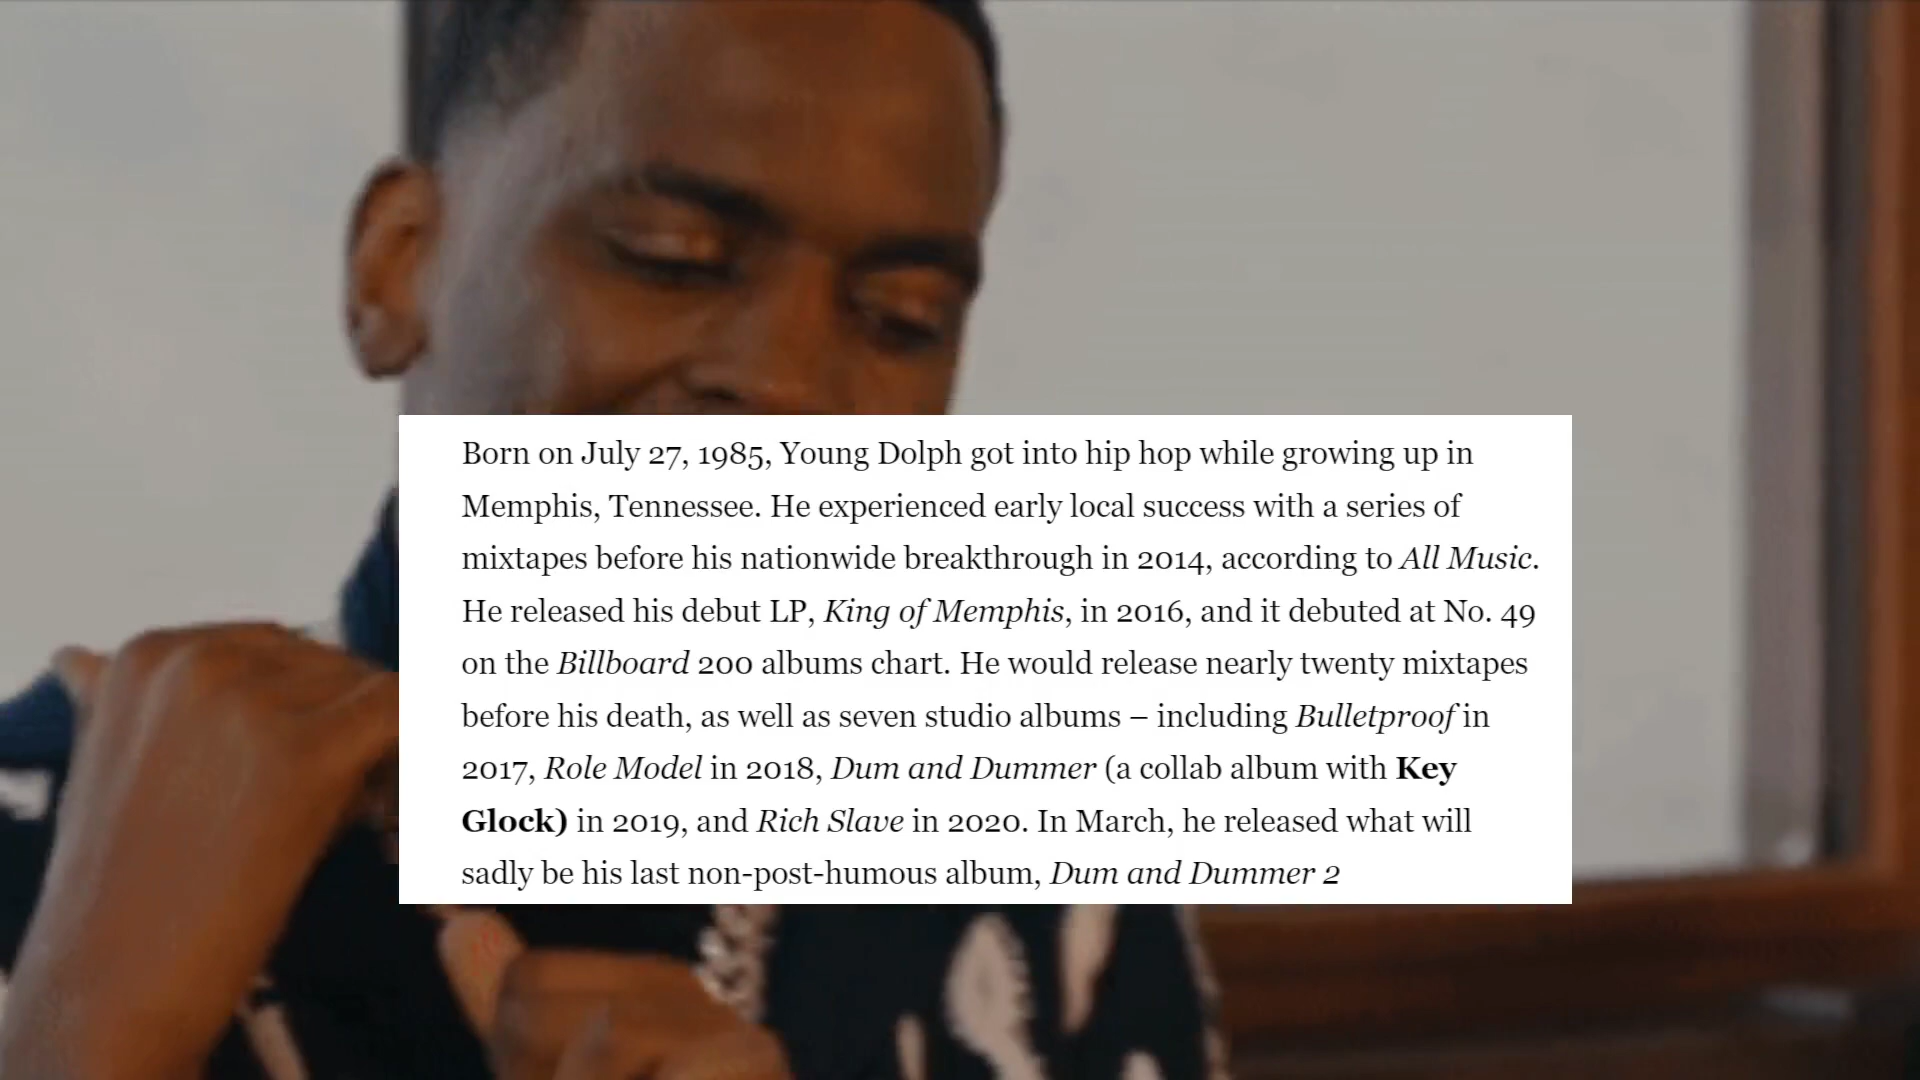 Born on July 27, 1985, Young Dolph got into hip hop while growing up in
Memphis, Tennessee. He experienced early local success with a series of
mixtapes before his nationwide breakthrough in 2014, according to All Music.
He released his debut LP, King of Memphis, in 2016, and it debuted at No. 49
on the Billboard 200 albums chart. He would release nearly twenty mixtapes
before his death, as well as seven studio albums – including Bulletproof in
2017, Role Model in 2018, Dum and Dummer (a collab album with Key
Glock) in 2019, and Rich Slave in 2020. In March, he released what will
sadly be his last non-post-humous album, Dum and Dummer 2